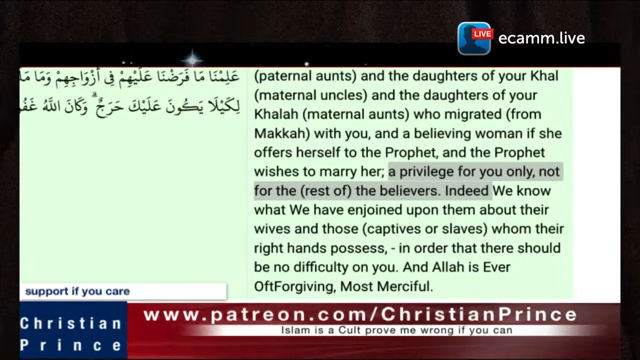 LIVE
ecamm.live
عَلِمْنَا مَا فَرَضْنَا عَلَيْهِمْ فِى أَزْوَاجِهِمْ وَمَا
لِكَيْلَا يَكُونَ عَلَيْكَ حَرَجٌ ۗ وَكَانَ اللَّهُ
(paternal aunts) and the daughters of your Khal
(maternal uncles) and the daughters of your
Khalah (maternal aunts) who migrated (from
Makkah) with you, and a believing woman if she
offers herself to the Prophet, and the Prophet
wishes to marry her; a privilege for you only, not
for the (rest of) the believers. Indeed We know
what We have enjoined upon them about their
wives and those (captives or slaves) whom their
right hands possess, - in order that there should
be no difficulty on you. And Allah is Ever
OftForgiving, Most Merciful.
support if you care
Christian
Prince
www.patreon.com/ChristianPrince
Islam is a Cult prove me wrong if you can